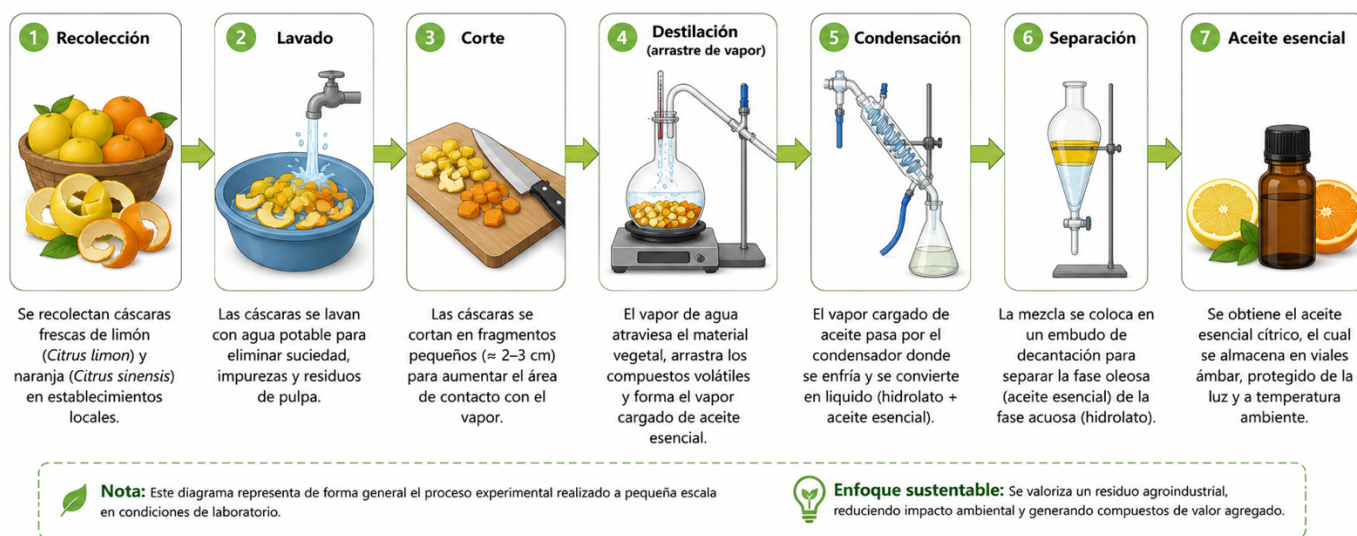 1 Recolección
2 Lavado
3 Corte
4 Destilación
(arrastre de vapor)
5 Condensación
6 Separación
7 Aceite esencial
Se recolectan cáscaras
frescas de limón
(Citrus limon) y
naranja (Citrus sinensis)
en establecimientos
locales.
Las cáscaras se lavan
con agua potable para
eliminar suciedad,
impurezas y residuos
de pulpa.
Las cáscaras se
cortan en fragmentos
pequeños (≈ 2–3 cm)
para aumentar el área
de contacto con el
vapor.
El vapor de agua
atraviesa el material
vegetal, arrastra los
compuestos volátiles
y forma el vapor
cargado de aceite
esencial.
El vapor cargado de
aceite pasa por el
condensador donde
se enfría y se convierte
en líquido (hidrolato +
aceite esencial).
La mezcla se coloca en
un embudo de
decantación para
separar la fase oleosa
(aceite esencial) de la
fase acuosa (hidrolato).
Se obtiene el aceite
esencial cítrico, el cual
se almacena en viales
ámbar, protegido de la
luz y a temperatura
ambiente.
Nota: Este diagrama representa de forma general el proceso experimental realizado a pequeña escala
en condiciones de laboratorio.
Enfoque sustentable: Se valoriza un residuo agroindustrial,
reduciendo impacto ambiental y generando compuestos de valor agregado.